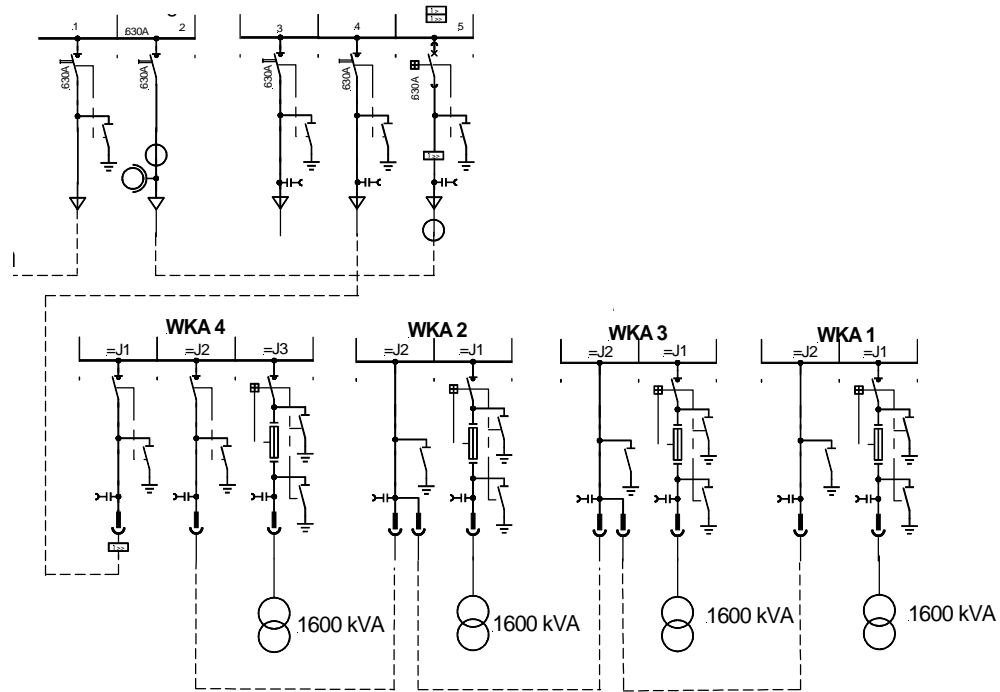 1 630A 2 3 4 5
I>
I>>
630A 630A 630A 630A 630A
I>>
WKA 4 WKA 2 WKA 3 WKA 1
=J1 =J2 =J3 =J2 =J1 =J2 =J1 =J2 =J1
I>>
1600 kVA 1600 kVA 1600 kVA 1600 kVA